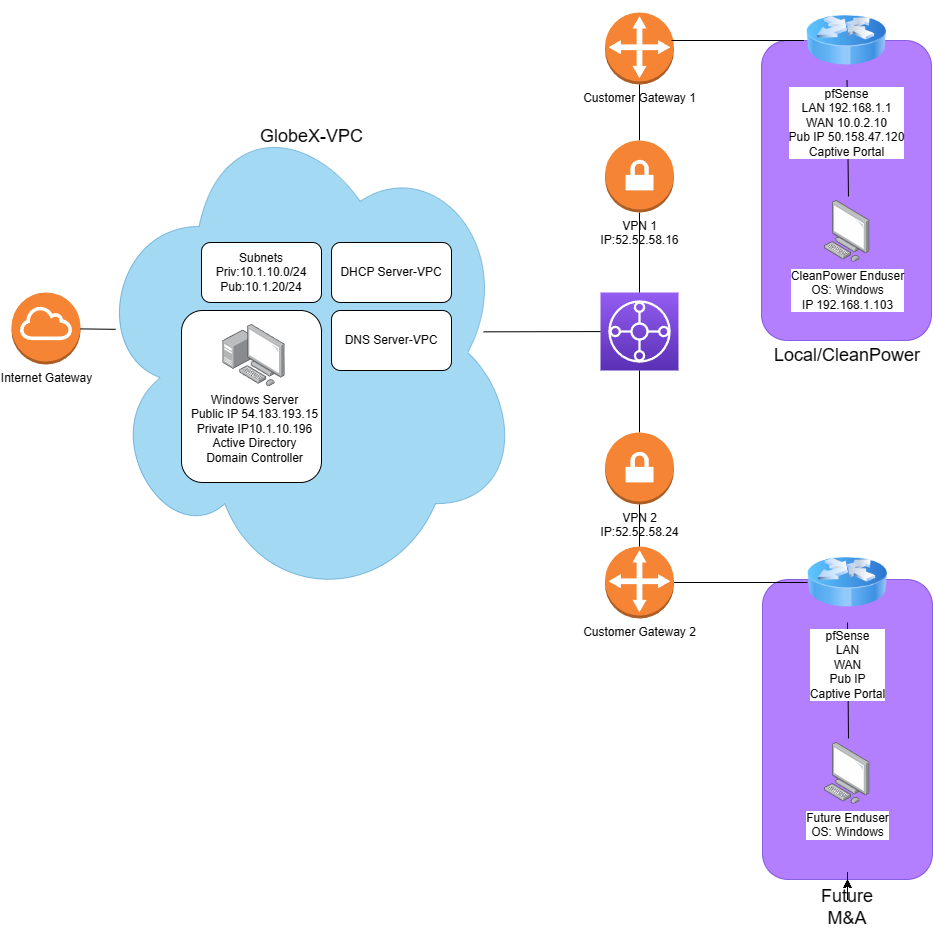 GlobeX-VPC
Internet Gateway
Subnets
Priv:10.1.10.0/24
Pub:10.1.20/24
DHCP Server-VPC
DNS Server-VPC
Windows Server
Public IP 54.183.193.15
Private IP10.1.10.196
Active Directory
Domain Controller
Customer Gateway 1
VPN 1
IP:52.52.58.16
VPN 2
IP:52.52.58.24
Customer Gateway 2
pfSense
LAN 192.168.1.1
WAN 10.0.2.10
Pub IP 50.158.47.120
Captive Portal
CleanPower Enduser
OS: Windows
IP 192.168.1.103
Local/CleanPower
pfSense
LAN
WAN
Pub IP
Captive Portal
Future Enduser
OS: Windows
Future
M&A